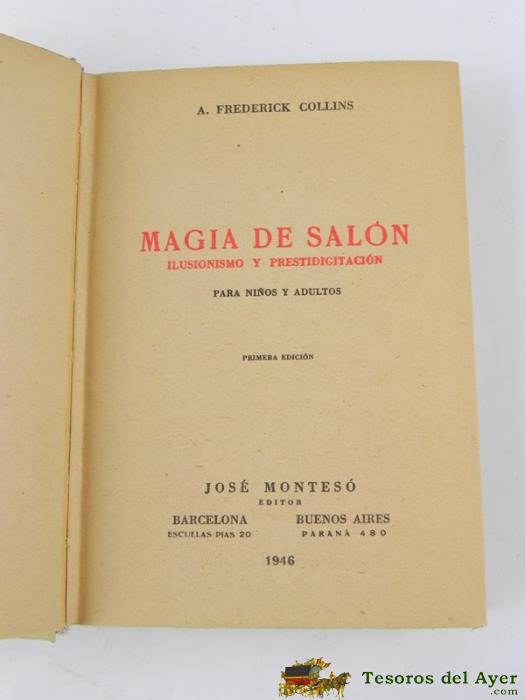 A. FREDERICK COLLINS
MAGIA DE SALÓN
ILUSIONISMO Y PRESTIDIGITACIÓN
PARA NIÑOS Y ADULTOS
PRIMERA EDICIÓN
JOSÉ MONTESÓ
EDITOR
BARCELONA
ESCUELAS PIAS 20
BUENOS AIRES
PARANÀ 480
1946
Tesoros del Ayer
.com